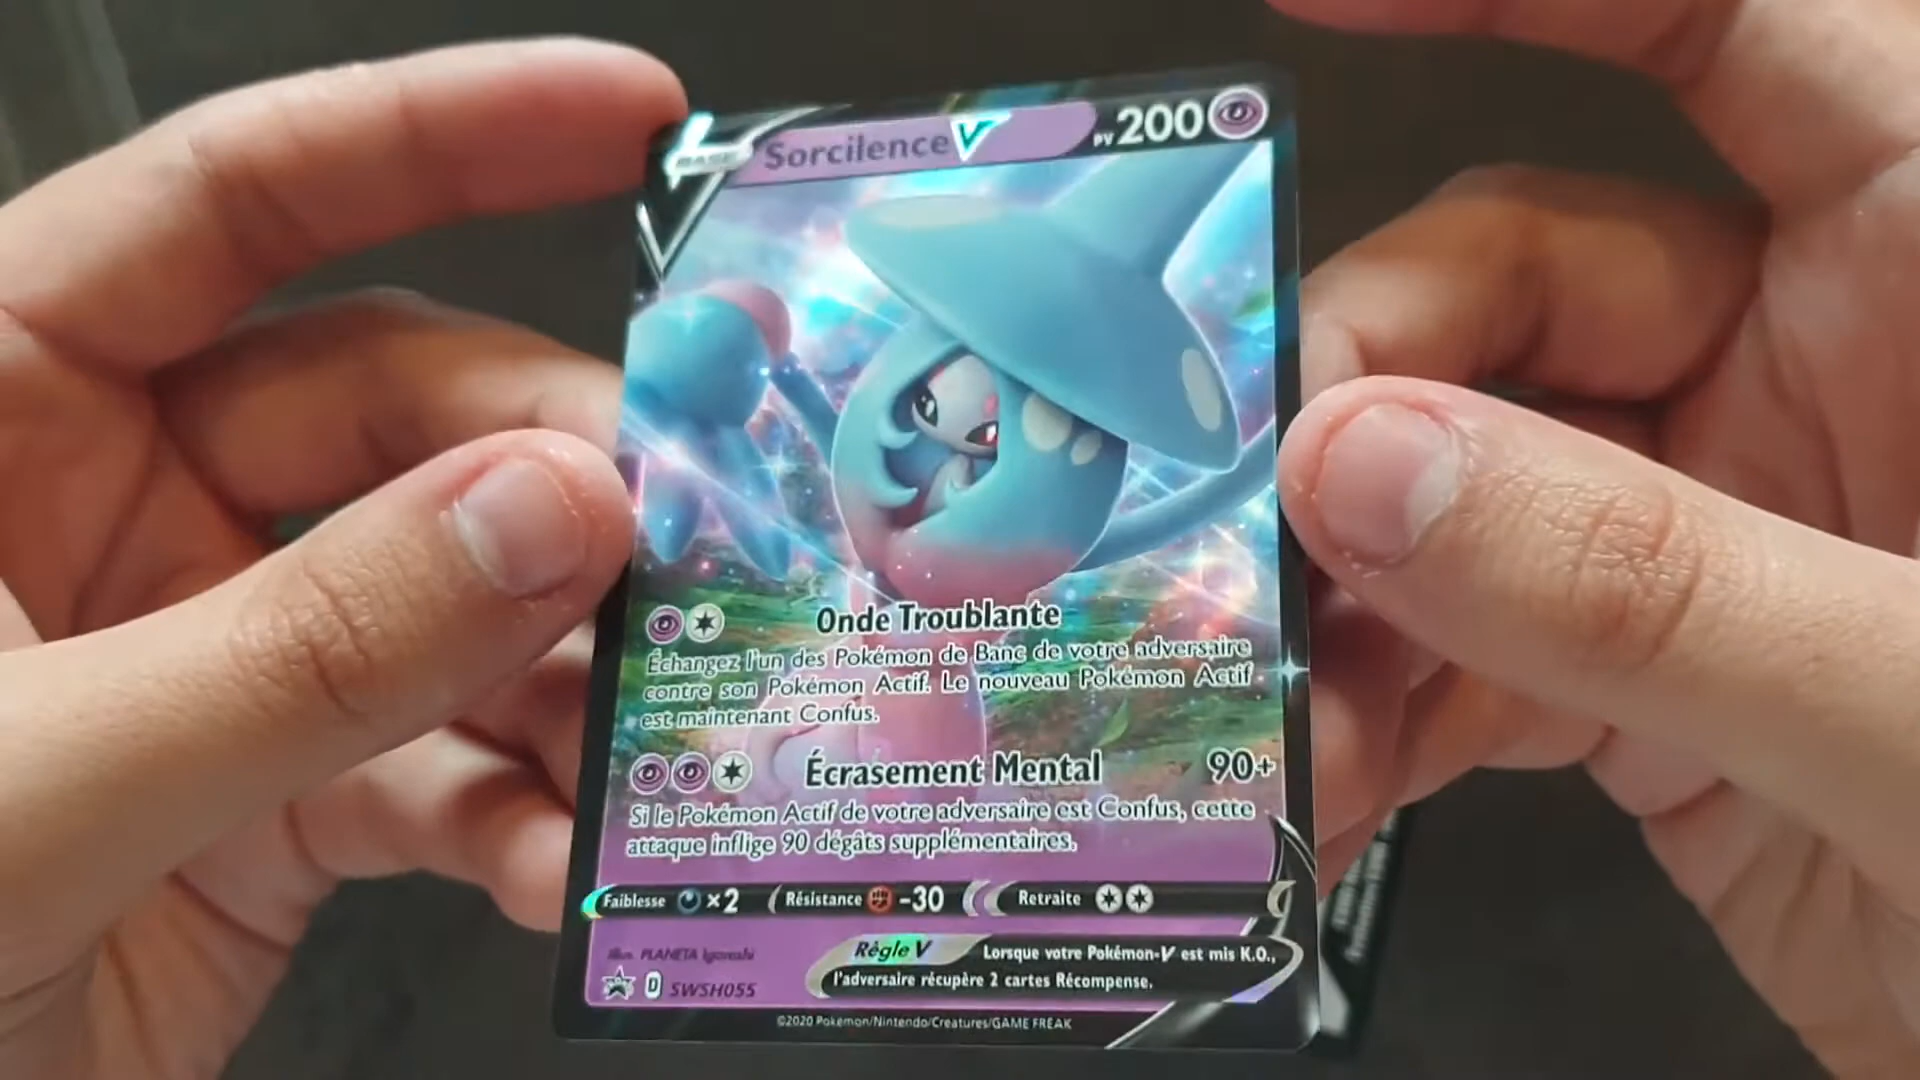 BASE
Sorcilence V
PV 200
Onde Troublante
Échangez l'un des Pokémon de Banc de votre adversaire
contre son Pokémon Actif. Le nouveau Pokémon Actif
est maintenant Confus.
Écrasement Mental 90+
Si le Pokémon Actif de votre adversaire est Confus, cette
attaque inflige 90 dégâts supplémentaires.
Faiblesse ×2 Résistance -30 Retraite
Illus. PLANETA Igarashi
Règle V Lorsque votre Pokémon-V est mis K.O.,
l'adversaire récupère 2 cartes Récompense.
D SWSH055
©2020 Pokémon/Nintendo/Creatures/GAME FREAK